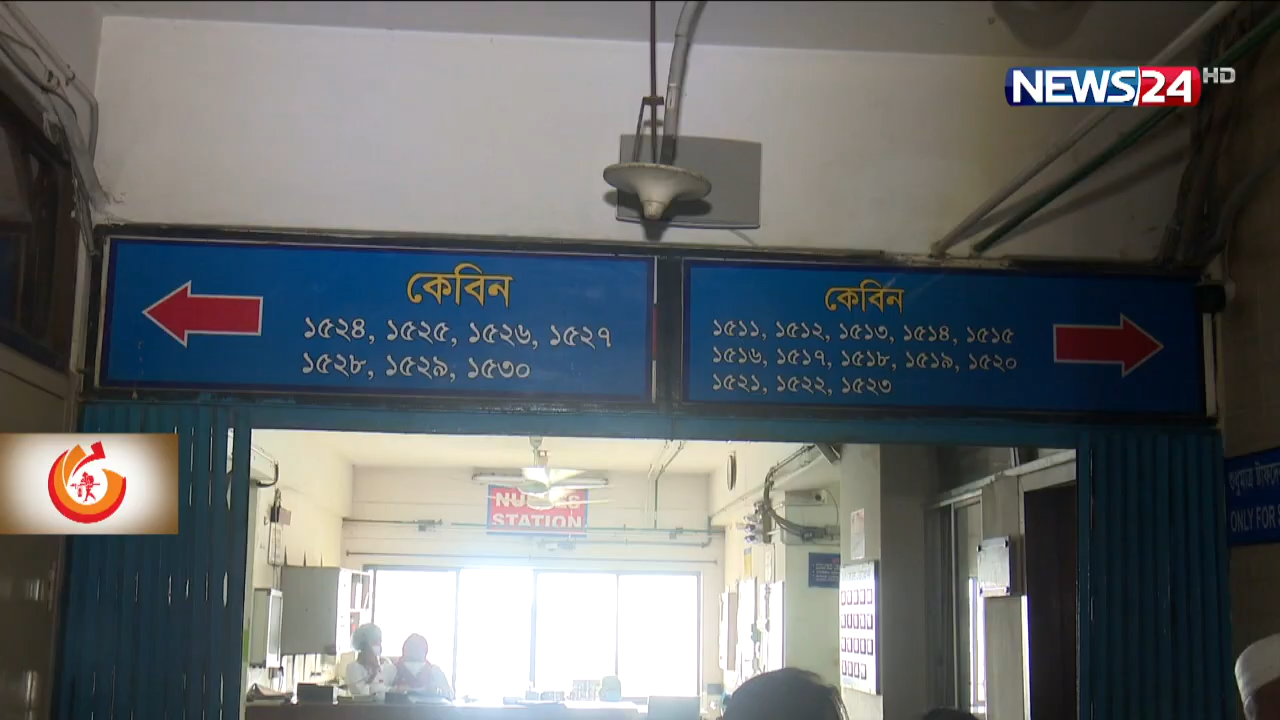 NEWS24 HD
কেবিন
১৫২৪, ১৫২৫, ১৫২৬, ১৫২৭
১৫২৮, ১৫২৯, ১৫৩০
কেবিন
১৫১১, ১৫১২, ১৫১৩, ১৫১৪, ১৫১৫
১৫১৬, ১৫১৭, ১৫১৮, ১৫১৯, ১৫২০
১৫২১, ১৫২২, ১৫২৩
NURSES
STATION
ONLY FOR